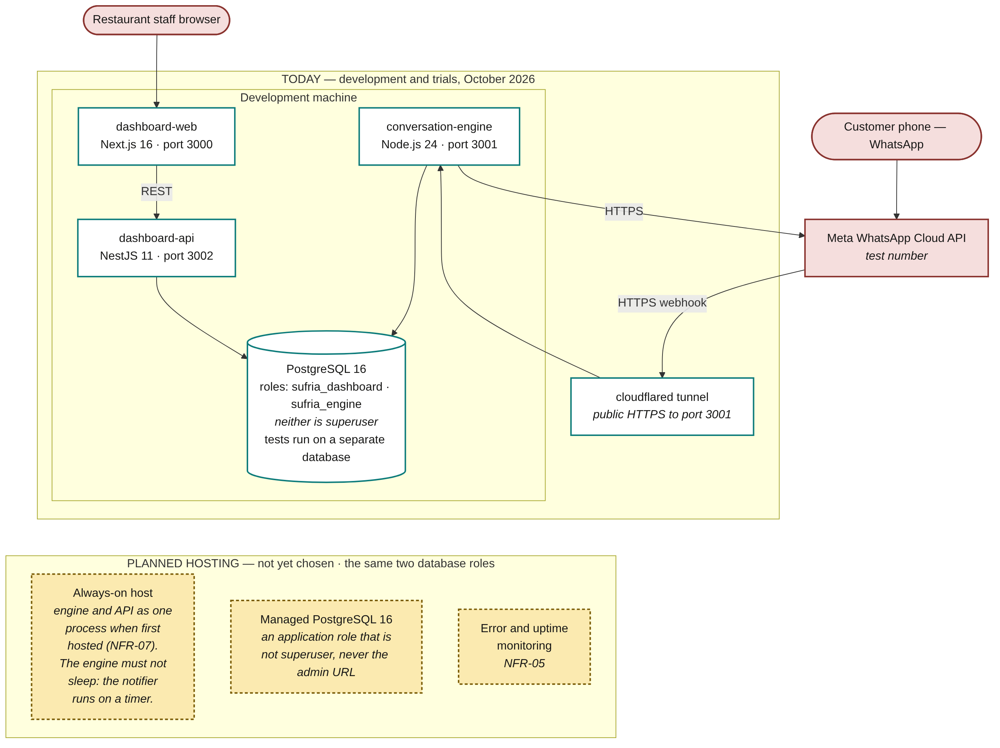 Restaurant staff browser
TODAY — development and trials, October 2026
Development machine
dashboard-web
Next.js 16 · port 3000
conversation-engine
Node.js 24 · port 3001
Customer phone —
WhatsApp
REST
HTTPS
dashboard-api
NestJS 11 · port 3002
Meta WhatsApp Cloud API
test number
HTTPS webhook
PostgreSQL 16
roles: sufria_dashboard ·
sufria_engine
neither is superuser
tests run on a separate
database
cloudflared tunnel
public HTTPS to port 3001
PLANNED HOSTING — not yet chosen · the same two database roles
Always-on host
engine and API as one
process when first
hosted (NFR-07).
The engine must not
sleep: the notifier
runs on a timer.
Managed PostgreSQL 16
an application role that is
not superuser, never the
admin URL
Error and uptime
monitoring
NFR-05